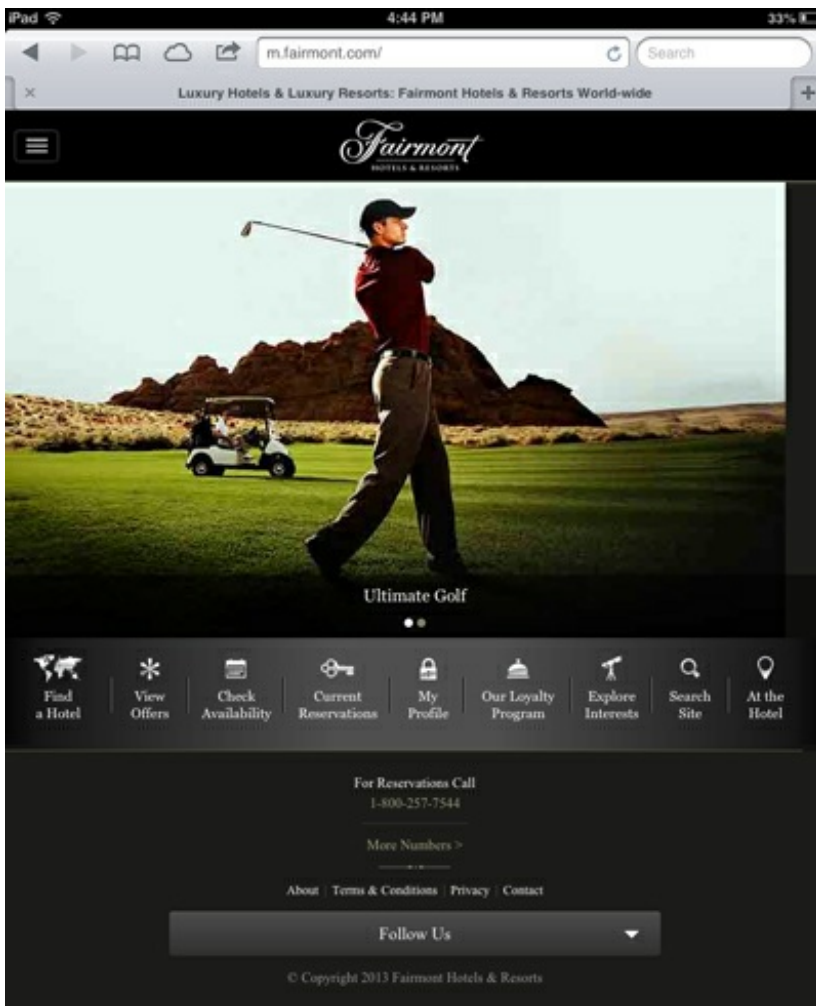 iPad
4:44 PM
33%
m.fairmont.com/
Search
Luxury Hotels & Luxury Resorts: Fairmont Hotels & Resorts World-wide
Fairmont
HOTELS & RESORTS
Ultimate Golf
Find
a Hotel
View
Offers
Check
Availability
Current
Reservations
My
Profile
Our Loyalty
Program
Explore
Interests
Search
Site
At the
Hotel
For Reservations Call
1-800-257-7544
More Numbers >
About | Terms & Conditions | Privacy | Contact
Follow Us
© Copyright 2013 Fairmont Hotels & Resorts